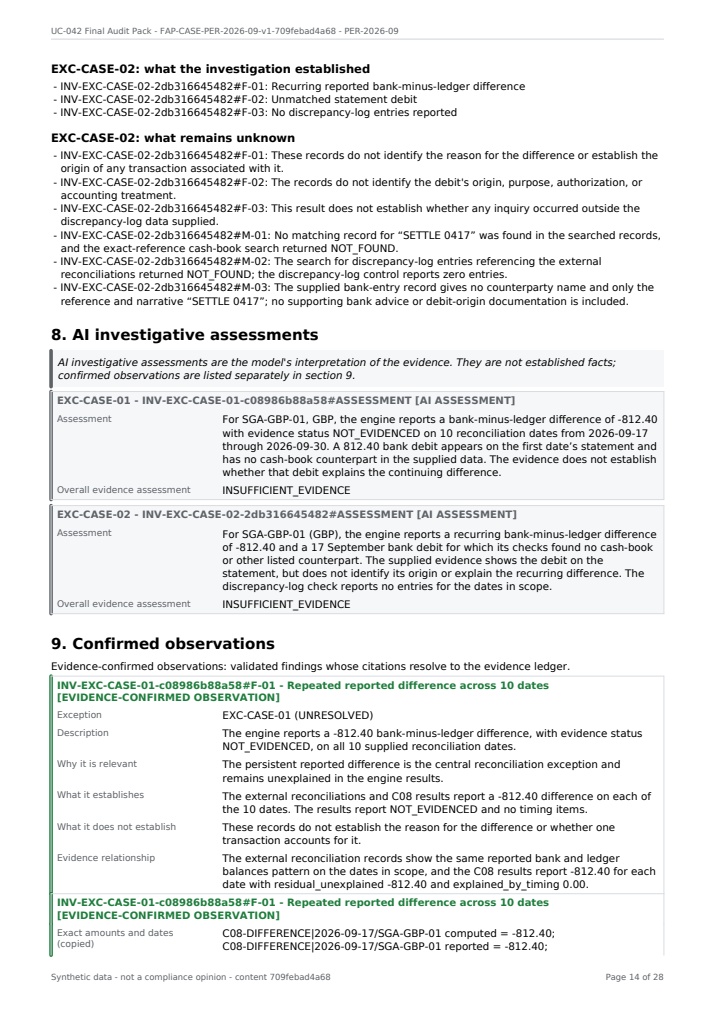 UC-042 Final Audit Pack - FAP-CASE-PER-2026-09-v1-709febad4a68 - PER-2026-09
EXC-CASE-02: what the investigation established
- INV-EXC-CASE-02-2db316645482#F-01: Recurring reported bank-minus-ledger difference
- INV-EXC-CASE-02-2db316645482#F-02: Unmatched statement debit
- INV-EXC-CASE-02-2db316645482#F-03: No discrepancy-log entries reported
EXC-CASE-02: what remains unknown
- INV-EXC-CASE-02-2db316645482#F-01: These records do not identify the reason for the difference or establish the
origin of any transaction associated with it.
- INV-EXC-CASE-02-2db316645482#F-02: The records do not identify the debit's origin, purpose, authorization, or
accounting treatment.
- INV-EXC-CASE-02-2db316645482#F-03: This result does not establish whether any inquiry occurred outside the
discrepancy-log data supplied.
- INV-EXC-CASE-02-2db316645482#M-01: No matching record for “SETTLE 0417” was found in the searched records,
and the exact-reference cash-book search returned NOT_FOUND.
- INV-EXC-CASE-02-2db316645482#M-02: The search for discrepancy-log entries referencing the external
reconciliations returned NOT_FOUND; the discrepancy-log control reports zero entries.
- INV-EXC-CASE-02-2db316645482#M-03: The supplied bank-entry record gives no counterparty name and only the
reference and narrative “SETTLE 0417”; no supporting bank advice or debit-origin documentation is included.
8. AI investigative assessments
AI investigative assessments are the model's interpretation of the evidence. They are not established facts;
confirmed observations are listed separately in section 9.
EXC-CASE-01 - INV-EXC-CASE-01-c08986b88a58#ASSESSMENT [AI ASSESSMENT]
Assessment
For SGA-GBP-01, GBP, the engine reports a bank-minus-ledger difference of -812.40
with evidence status NOT_EVIDENCED on 10 reconciliation dates from 2026-09-17
through 2026-09-30. A 812.40 bank debit appears on the first date’s statement and
has no cash-book counterpart in the supplied data. The evidence does not establish
whether that debit explains the continuing difference.
Overall evidence assessment
INSUFFICIENT_EVIDENCE
EXC-CASE-02 - INV-EXC-CASE-02-2db316645482#ASSESSMENT [AI ASSESSMENT]
Assessment
For SGA-GBP-01 (GBP), the engine reports a recurring bank-minus-ledger difference
of -812.40 and a 17 September bank debit for which its checks found no cash-book
or other listed counterpart. The supplied evidence shows the debit on the
statement, but does not identify its origin or explain the recurring difference. The
discrepancy-log check reports no entries for the dates in scope.
Overall evidence assessment
INSUFFICIENT_EVIDENCE
9. Confirmed observations
Evidence-confirmed observations: validated findings whose citations resolve to the evidence ledger.
INV-EXC-CASE-01-c08986b88a58#F-01 - Repeated reported difference across 10 dates
[EVIDENCE-CONFIRMED OBSERVATION]
Exception
EXC-CASE-01 (UNRESOLVED)
Description
The engine reports a -812.40 bank-minus-ledger difference, with evidence status
NOT_EVIDENCED, on all 10 supplied reconciliation dates.
Why it is relevant
The persistent reported difference is the central reconciliation exception and
remains unexplained in the engine results.
What it establishes
The external reconciliations and C08 results report a -812.40 difference on each of
the 10 dates. The results report NOT_EVIDENCED and no timing items.
What it does not establish
These records do not establish the reason for the difference or whether one
transaction accounts for it.
Evidence relationship
The external reconciliation records show the same reported bank and ledger
balances pattern on the dates in scope, and the C08 results report -812.40 for each
date with residual_unexplained -812.40 and explained_by_timing 0.00.
INV-EXC-CASE-01-c08986b88a58#F-01 - Repeated reported difference across 10 dates
[EVIDENCE-CONFIRMED OBSERVATION]
Exact amounts and dates
(copied)
C08-DIFFERENCE|2026-09-17/SGA-GBP-01 computed = -812.40;
C08-DIFFERENCE|2026-09-17/SGA-GBP-01 reported = -812.40;
Synthetic data - not a compliance opinion - content 709febad4a68
Page 14 of 28